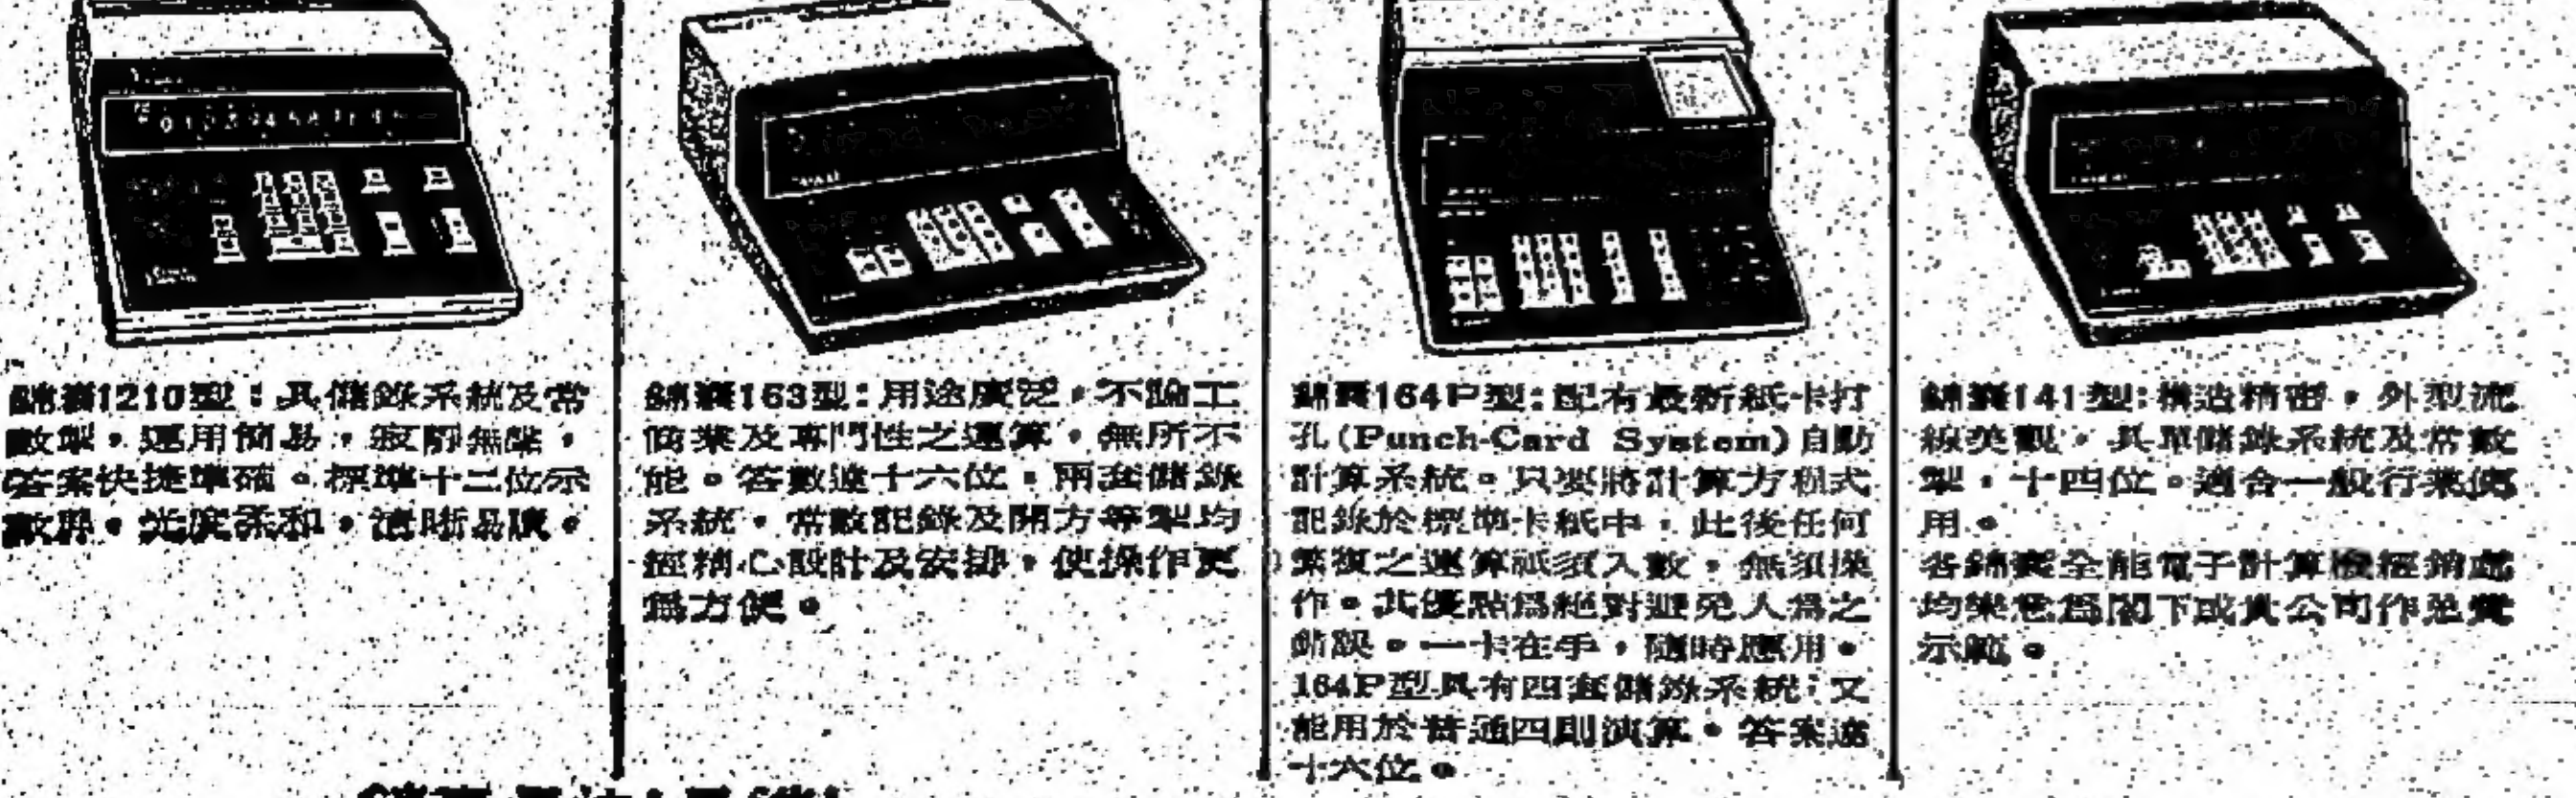 錦囊1210型：具儲錄系統及常
數掣，運用簡易，寂靜無聲，
答案快捷準確。標準十二位示
數屏。光度柔和，清晰易讀。
錦囊163型：用途廣泛，不論工
商業及專門性之運算，無所不
能。答數達十六位，兩套儲錄
系統，常數記錄及開方等掣均
經精心設計及安排，使操作更
爲方便。
錦囊164P型：配有最新紙卡打
孔(Punch-Card System)自動
計算系統。只要將計算方程式
記錄於標準卡紙中，此後任何
繁復之運算祇須入數，無須操
作。其優點爲絕對避免人爲之
錯誤。一卡在手，隨時應用。
164P型具有四套儲錄系統，又
能用於普通四則演算。答案達
十六位。
錦囊141型：構造精密，外型流
線美觀，具單儲錄系統及常數
掣，十四位。適合一般行業使
用。
各錦囊全能電子計算機經銷處
均樂意爲閣下或貴公司作免費
示範。